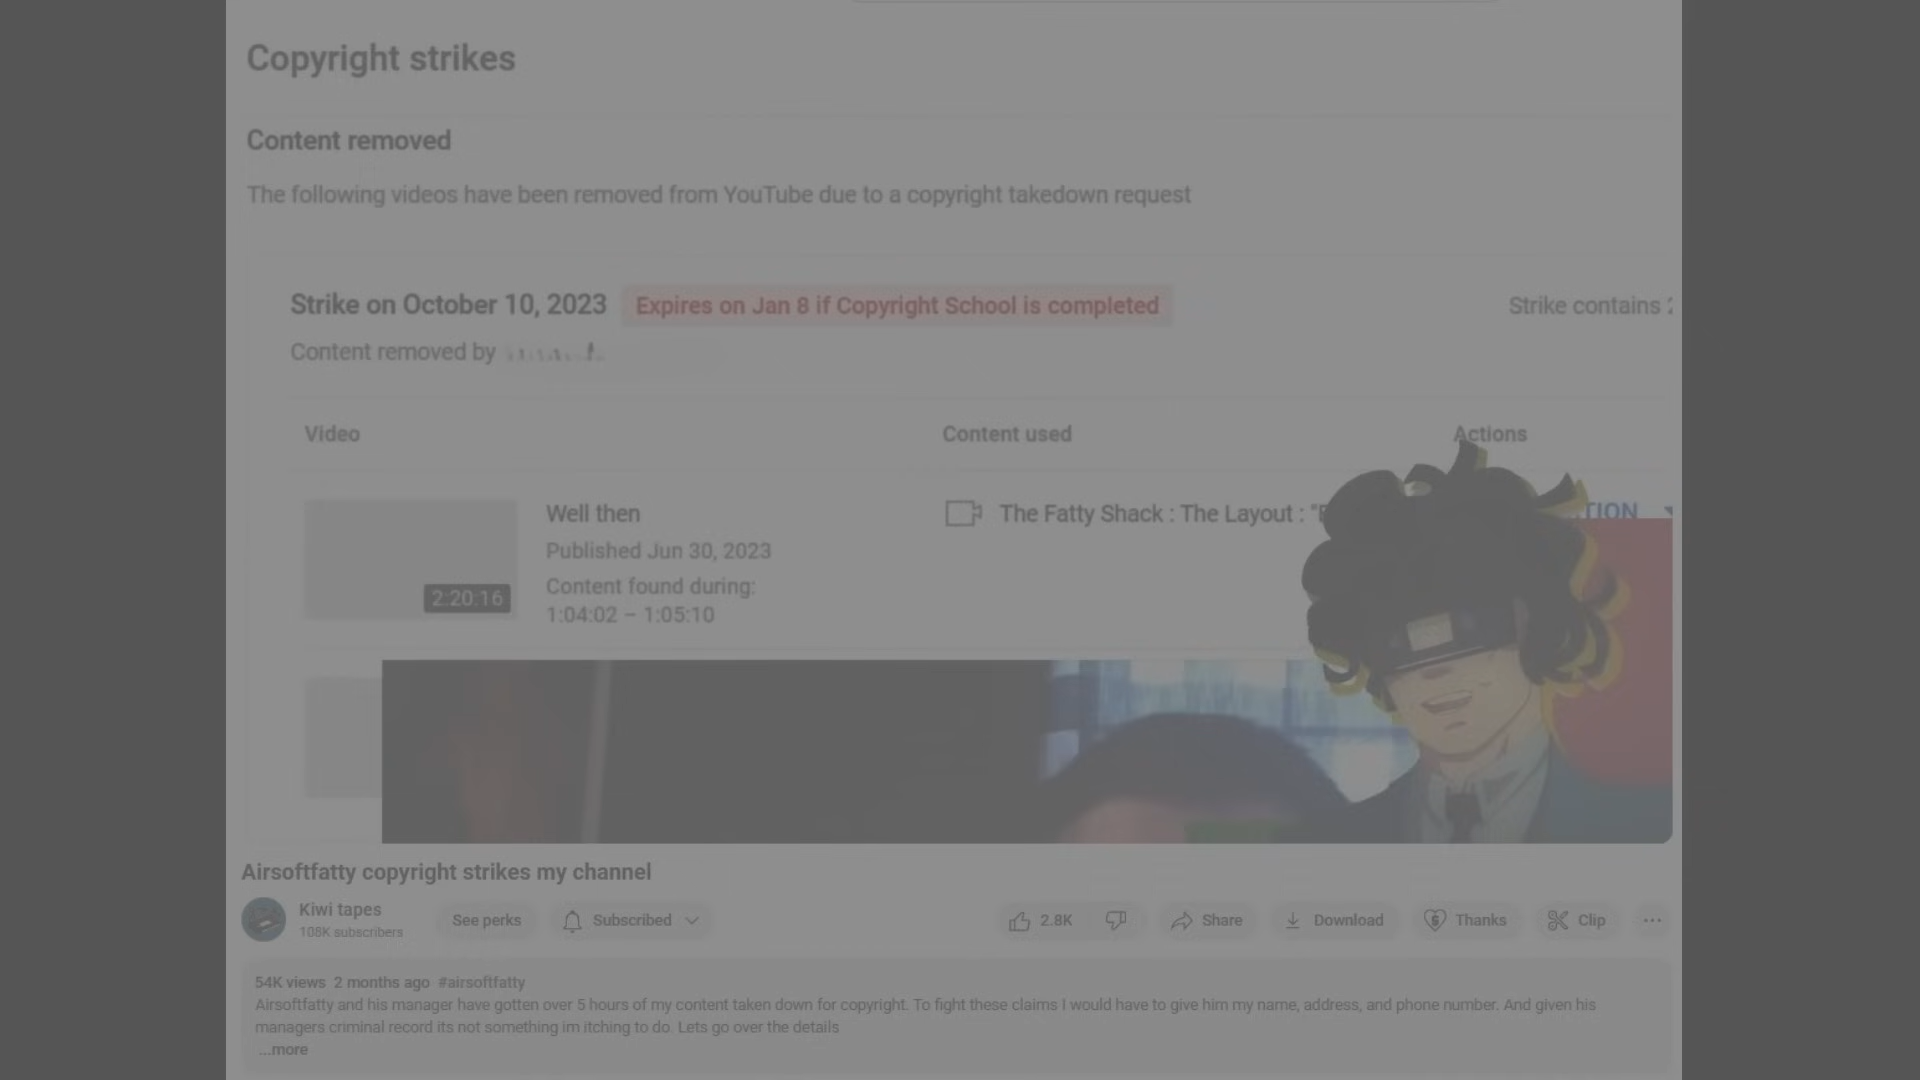 Copyright strikes
Content removed
The following videos have been removed from YouTube due to a copyright takedown request
Strike on October 10, 2023 Expires on Jan 8 if Copyright School is completed Strike contains
Content removed by
Video Content used Actions
Well then The Fatty Shack : The Layout :
Published Jun 30, 2023
Content found during:
2:20:16
1:04:02 – 1:05:10
Airsoftfatty copyright strikes my channel
Kiwi tapes
108K subscribers
See perks Subscribed 2.8K Share Download Thanks Clip
54K views 2 months ago #airsoftfatty
Airsoftfatty and his manager have gotten over 5 hours of my content taken down for copyright. To fight these claims I would have to give him my name, address, and phone number. And given his
managers criminal record its not something im itching to do. Lets go over the details
...more